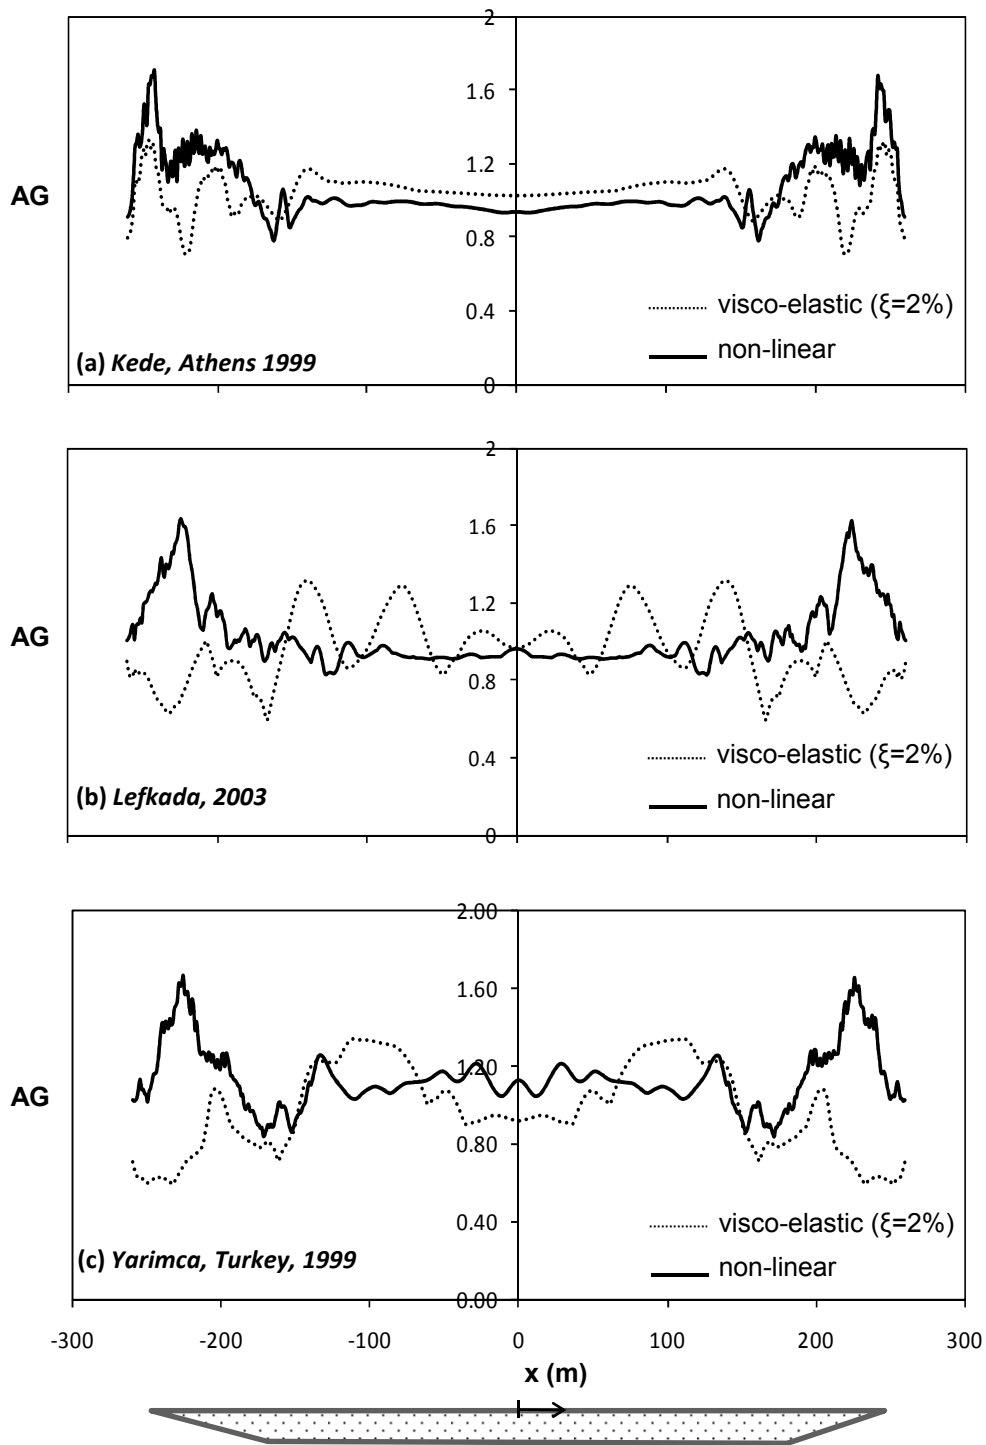 2
1.6
1.2
AG
0.8
visco-elastic (ξ=2%)
0.4
non-linear
(a) Kede, Athens 1999
0
2
1.6
1.2
AG
0.8
visco-elastic (ξ=2%)
0.4
non-linear
(b) Lefkada, 2003
0
2.00
1.60
1.20
AG
0.80
visco-elastic (ξ=2%)
0.40
non-linear
(c) Yarimca, Turkey, 1999
0.00
-300 -200 -100 0 100 200 300
x (m)